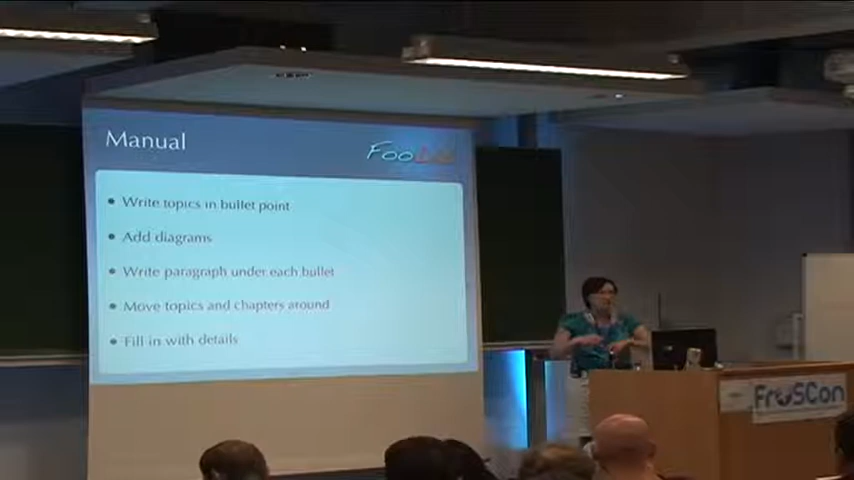 Manual
FooLab
• Write topics in bullet point
• Add diagrams
• Write paragraph under each bullet
• Move topics and chapters around
• Fill in with details
FrOSCon